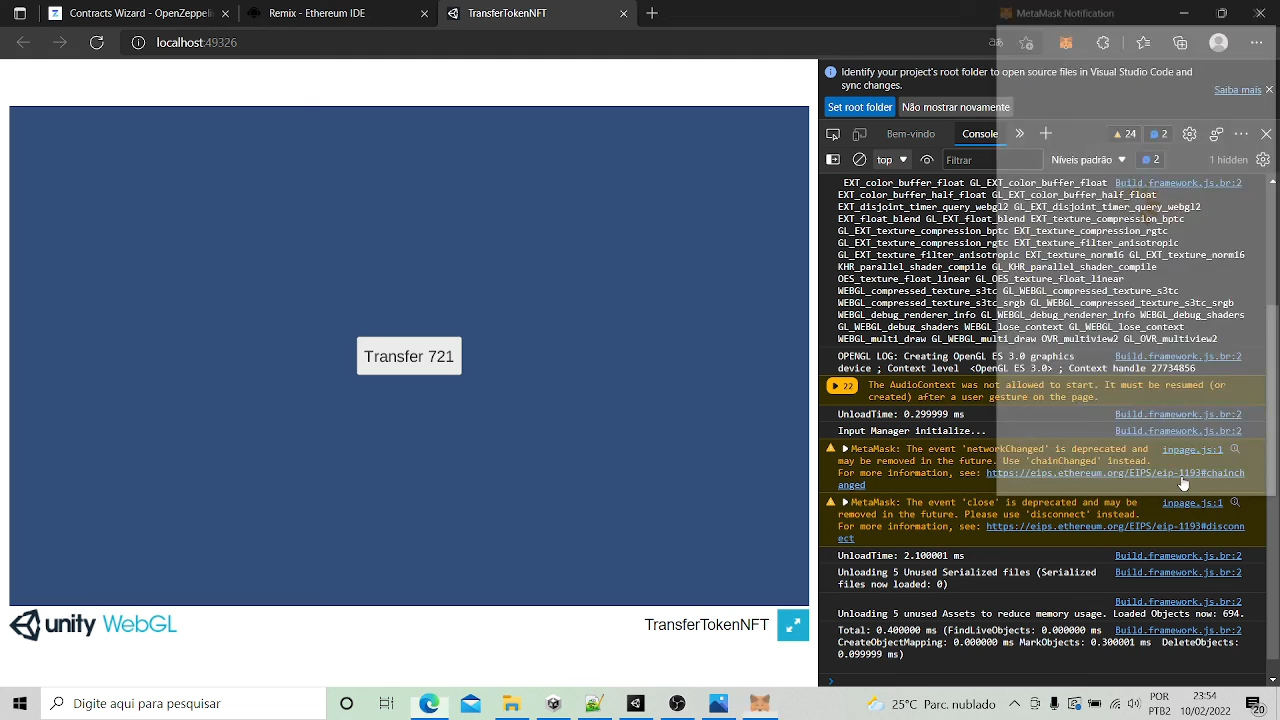 Contracts Wizard - OpenZeppeli
Remix - Ethereum IDE
TransferTokenNFT
MetaMask Notification
localhost:49326
Identify your project's root folder to open source files in Visual Studio Code and
sync changes.
Saiba mais
Set root folder
Não mostrar novamente
Bem-vindo
Console
24
2
top
Filtrar
Níveis padrão
2
1 hidden
EXT_color_buffer_float GL_EXT_color_buffer_float Build.framework.js.br:2
EXT_color_buffer_half_float GL_EXT_color_buffer_half_float
EXT_disjoint_timer_query_webgl2 GL_EXT_disjoint_timer_query_webgl2
EXT_float_blend GL_EXT_float_blend EXT_texture_compression_bptc
GL_EXT_texture_compression_bptc EXT_texture_compression_rgtc
GL_EXT_texture_compression_rgtc EXT_texture_filter_anisotropic
GL_EXT_texture_filter_anisotropic EXT_texture_norm16 GL_EXT_texture_norm16
KHR_parallel_shader_compile GL_KHR_parallel_shader_compile
OES_texture_float_linear GL_OES_texture_float_linear
WEBGL_compressed_texture_s3tc GL_WEBGL_compressed_texture_s3tc
WEBGL_compressed_texture_s3tc_srgb GL_WEBGL_compressed_texture_s3tc_srgb
WEBGL_debug_renderer_info GL_WEBGL_debug_renderer_info WEBGL_debug_shaders
GL_WEBGL_debug_shaders WEBGL_lose_context GL_WEBGL_lose_context
WEBGL_multi_draw GL_WEBGL_multi_draw OVR_multiview2 GL_OVR_multiview2
OPENGL LOG: Creating OpenGL ES 3.0 graphics Build.framework.js.br:2
device ; Context level <OpenGL ES 3.0> ; Context handle 27734856
22
The AudioContext was not allowed to start. It must be resumed (or
created) after a user gesture on the page.
UnloadTime: 0.299999 ms Build.framework.js.br:2
Input Manager initialize... Build.framework.js.br:2
MetaMask: The event 'networkChanged' is deprecated and inpage.js:1
may be removed in the future. Use 'chainChanged' instead.
For more information, see: https://eips.ethereum.org/EIPS/eip-1193#chainch
anged
MetaMask: The event 'close' is deprecated and may be inpage.js:1
removed in the future. Please use 'disconnect' instead.
For more information, see: https://eips.ethereum.org/EIPS/eip-1193#disconn
ect
UnloadTime: 2.100001 ms Build.framework.js.br:2
Unloading 5 Unused Serialized files (Serialized Build.framework.js.br:2
files now loaded: 0)
Build.framework.js.br:2
Unloading 5 unused Assets to reduce memory usage. Loaded Objects now: 694.
Total: 0.400000 ms (FindLiveObjects: 0.000000 ms Build.framework.js.br:2
CreateObjectMapping: 0.000000 ms MarkObjects: 0.300001 ms DeleteObjects:
0.099999 ms)
Transfer 721
unity WebGL
TransferTokenNFT
Digite aqui para pesquisar
25°C Parc. nublado
POR
PTB2
23:54
10/02/2022
20